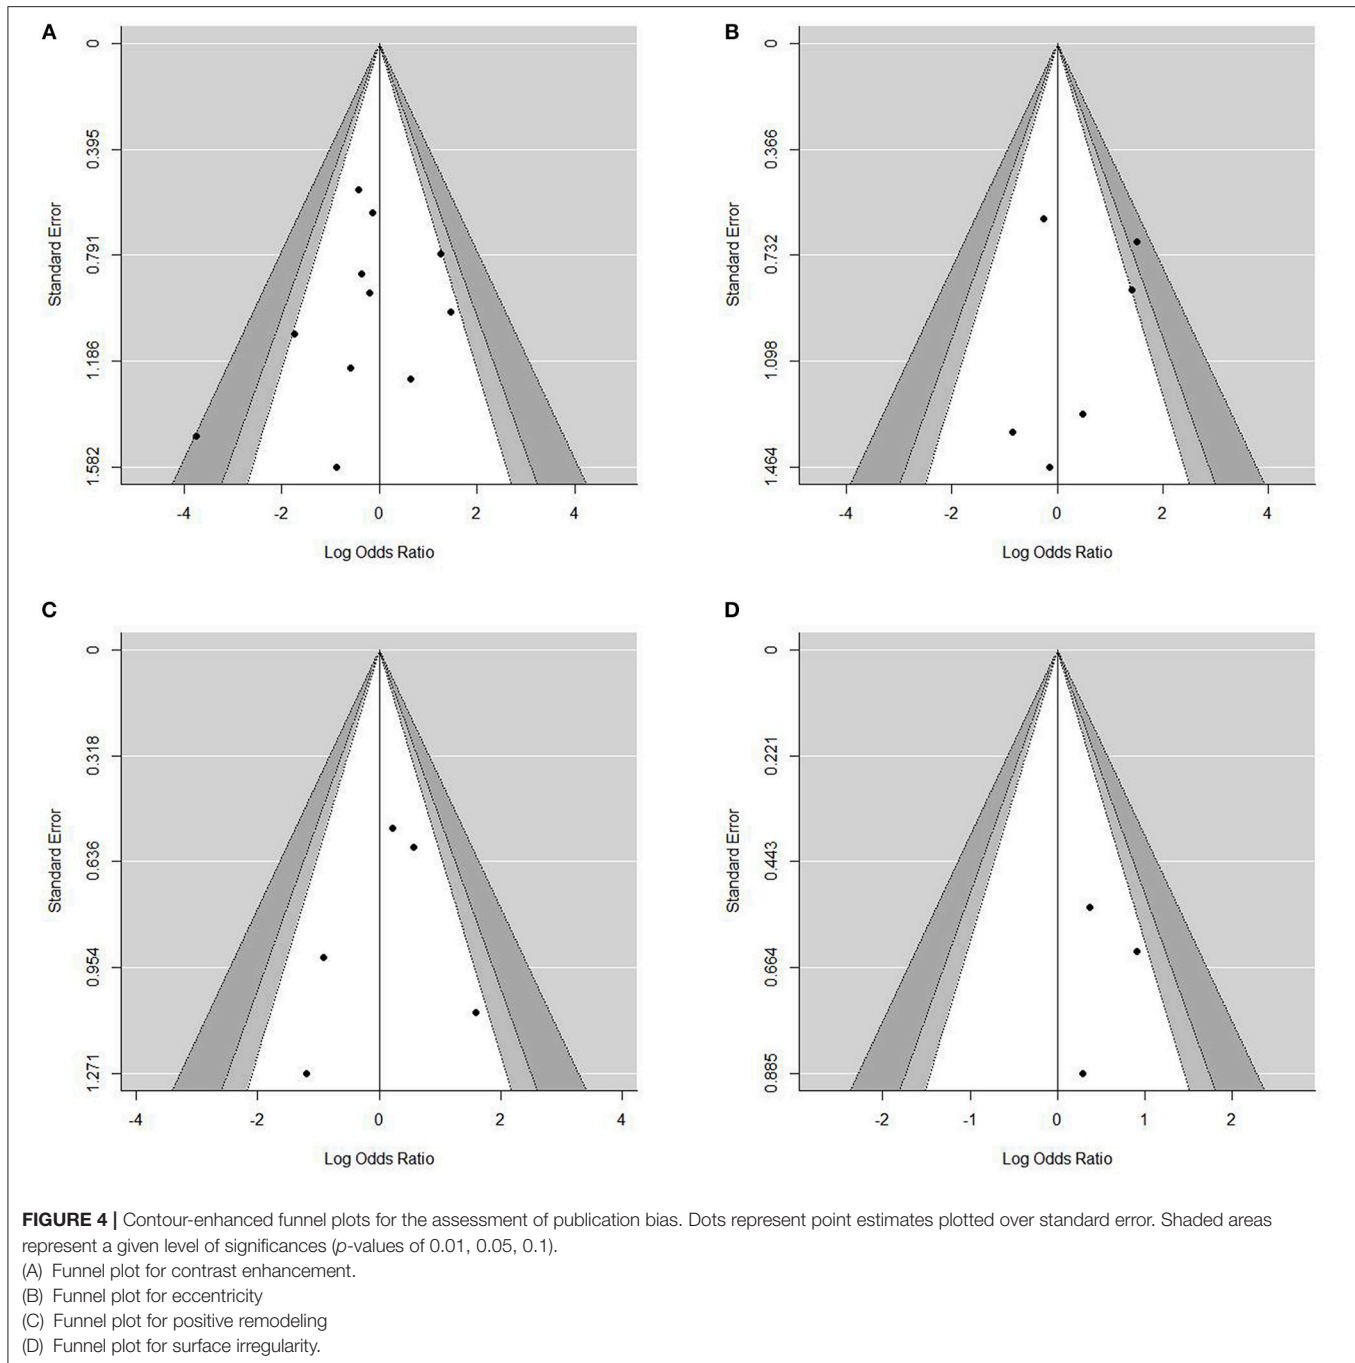 A
0
0.395
0.791
1.186
1.582
Standard Error
-4 -2 0 2 4
Log Odds Ratio
B
0
0.366
0.732
1.098
1.464
Standard Error
-4 -2 0 2 4
Log Odds Ratio
C
0
0.318
0.636
0.954
1.271
Standard Error
-4 -2 0 2 4
Log Odds Ratio
D
0
0.221
0.443
0.664
0.885
Standard Error
-2 -1 0 1 2
Log Odds Ratio
FIGURE 4 | Contour-enhanced funnel plots for the assessment of publication bias. Dots represent point estimates plotted over standard error. Shaded areas
represent a given level of significances (p-values of 0.01, 0.05, 0.1).
(A) Funnel plot for contrast enhancement.
(B) Funnel plot for eccentricity
(C) Funnel plot for positive remodeling
(D) Funnel plot for surface irregularity.